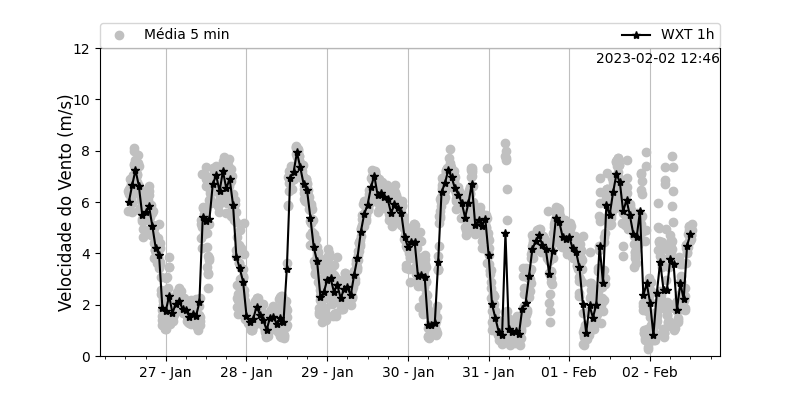 Média 5 min
WXT 1h
2023-02-02 12:46
Velocidade do Vento (m/s)
12
10
8
6
4
2
0
27 - Jan
28 - Jan
29 - Jan
30 - Jan
31 - Jan
01 - Feb
02 - Feb